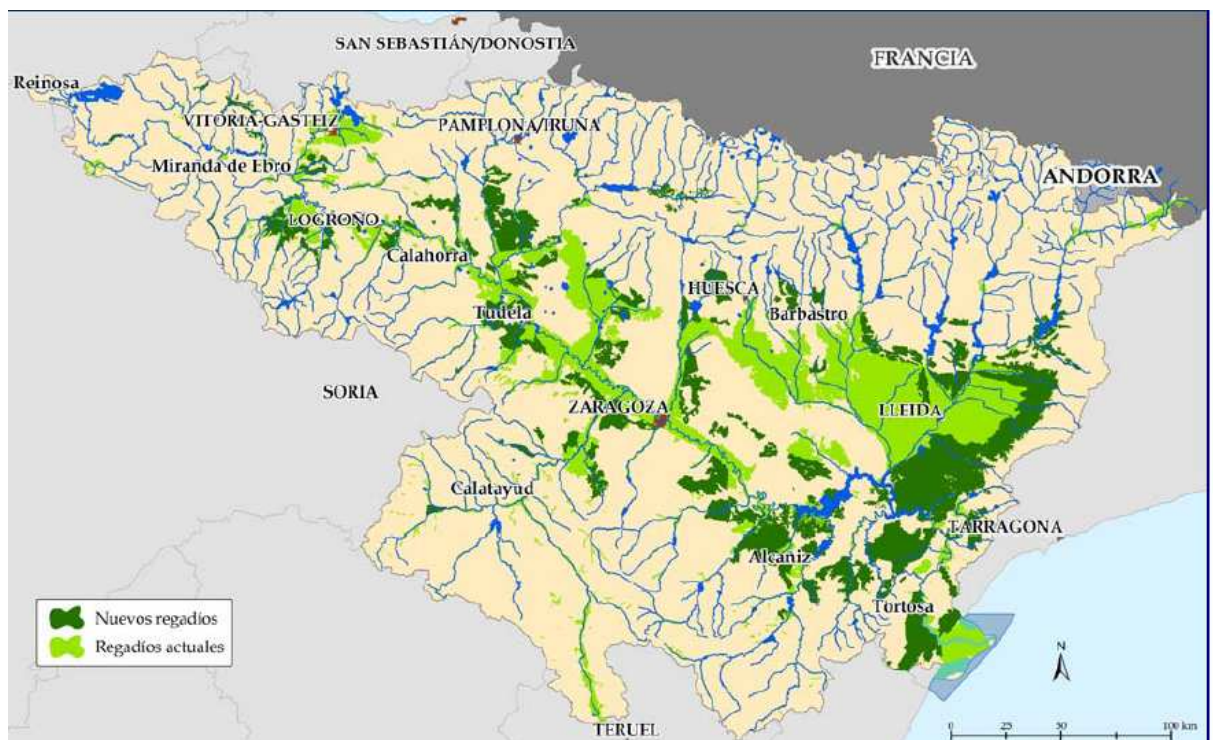 SAN SEBASTIÁN/DONOSTIA
FRANCIA
Reinosa
VITORIA-GASTEIZ
PAMPLONA/IRUÑA
Miranda de Ebro
ANDORRA
LOGROÑO
Calahorra
HUESCA
Tudela
Barbastro
SORIA
ZARAGOZA
LLEIDA
Calatayud
TARRAGONA
Alcañiz
Tortosa
Nuevos regadíos
Regadíos actuales
N
TERUEL
0 25 50 100 km